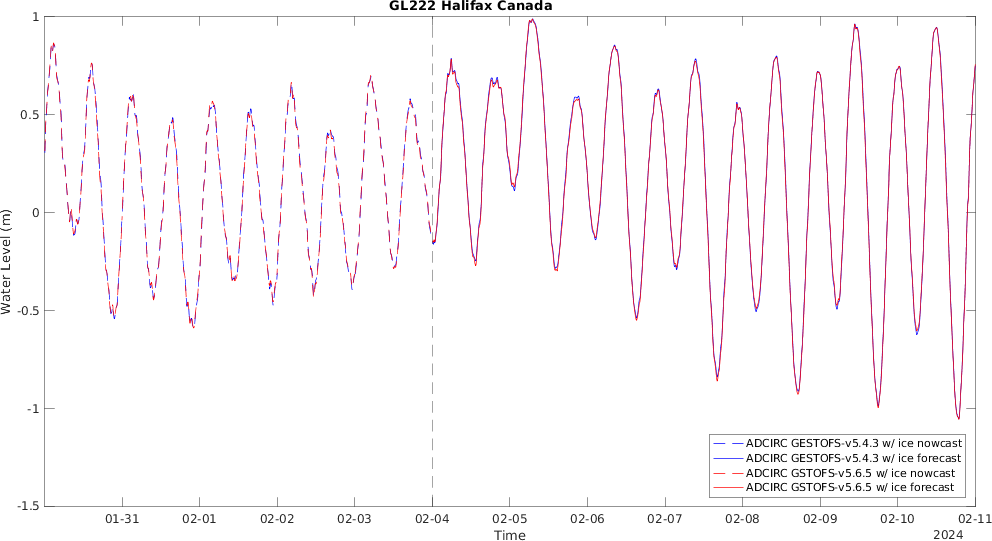 GL222 Halifax Canada
Water Level (m)
1
0.5
0
-0.5
-1
-1.5
ADCIRC GESTOFS-v5.4.3 w/ ice nowcast
ADCIRC GESTOFS-v5.4.3 w/ ice forecast
ADCIRC GSTOFS-v5.6.5 w/ ice nowcast
ADCIRC GSTOFS-v5.6.5 w/ ice forecast
01-31 02-01 02-02 02-03 02-04 02-05 02-06 02-07 02-08 02-09 02-10 02-11
Time
2024